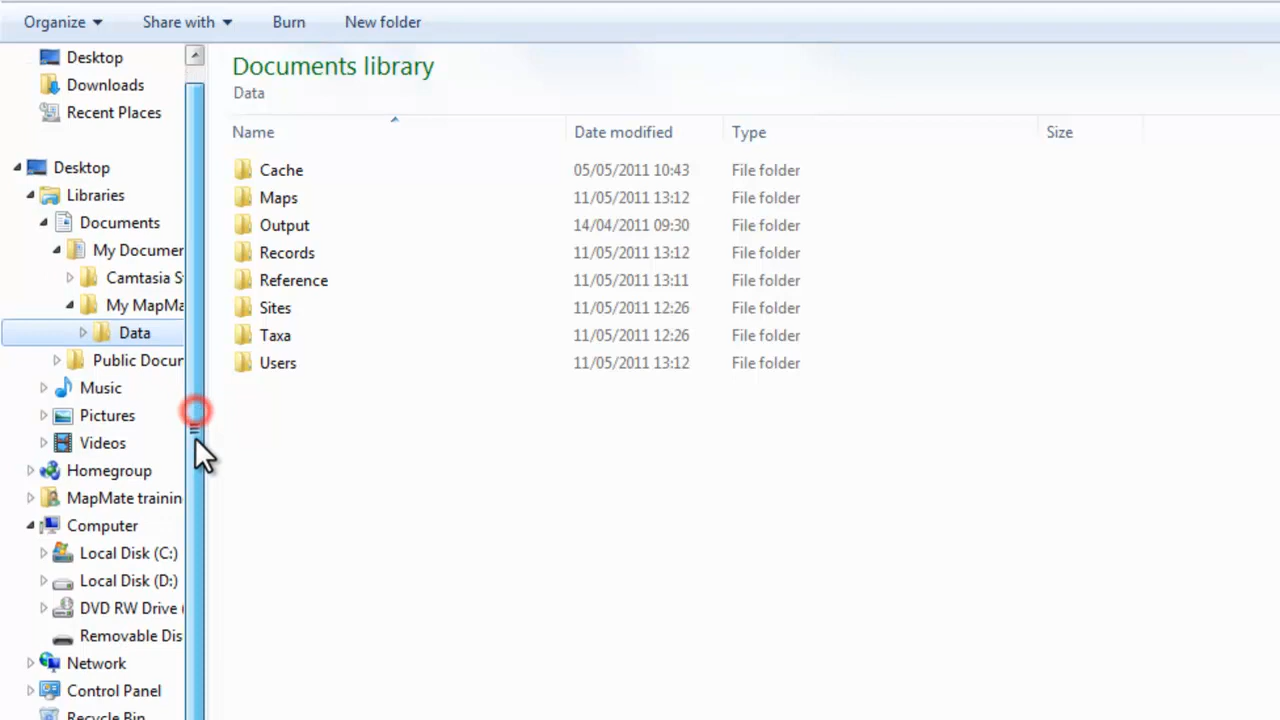 Organize Share with Burn New folder
Desktop
Downloads
Recent Places
Desktop
Libraries
Documents
My Documen
Camtasia S
My MapMa
Data
Public Docur
Music
Pictures
Videos
Homegroup
MapMate trainin
Computer
Local Disk (C:)
Local Disk (D:)
DVD RW Drive (
Removable Dis
Network
Control Panel
Recycle Bin
Documents library
Data
Name Date modified Type Size
Cache 05/05/2011 10:43 File folder
Maps 11/05/2011 13:12 File folder
Output 14/04/2011 09:30 File folder
Records 11/05/2011 13:12 File folder
Reference 11/05/2011 13:11 File folder
Sites 11/05/2011 12:26 File folder
Taxa 11/05/2011 12:26 File folder
Users 11/05/2011 13:12 File folder